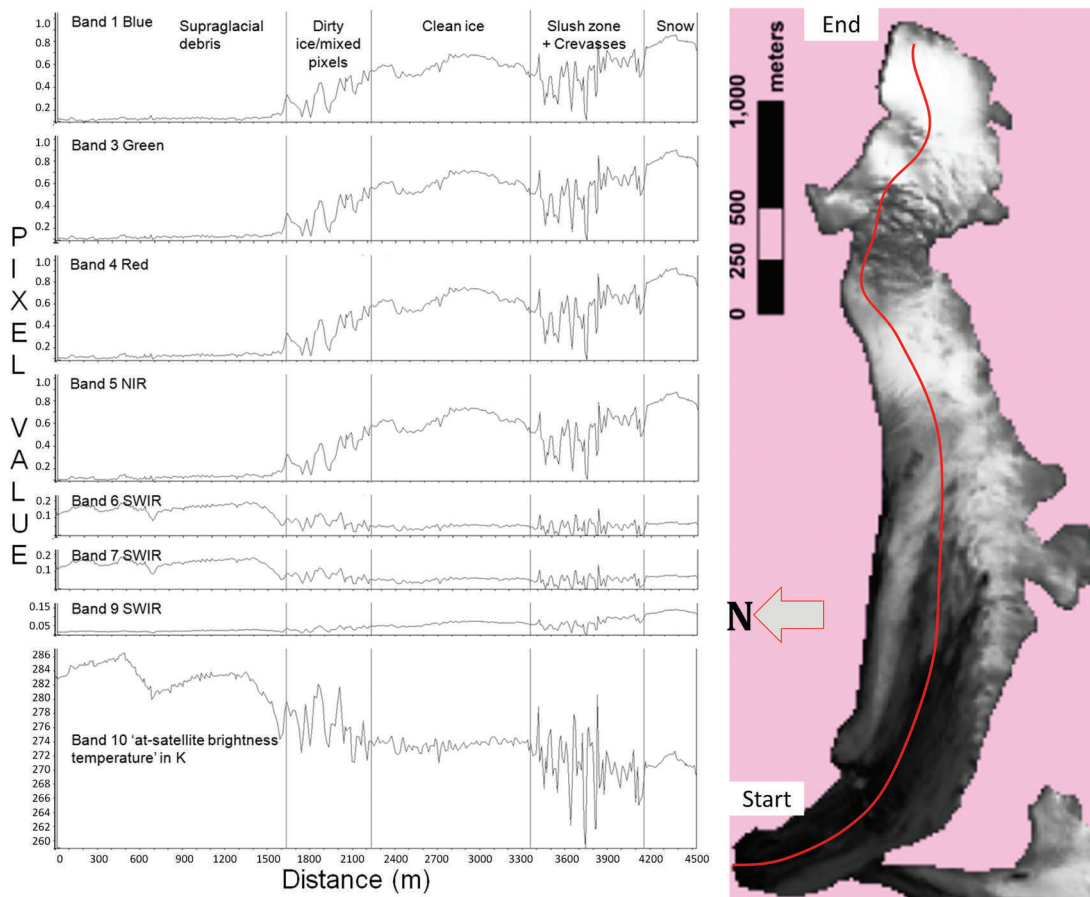 Band 1 Blue
Supraglacial
debris
Dirty
ice/mixed
pixels
Clean ice
Slush zone
+ Crevasses
Snow
1.0
0.8
0.6
0.4
0.2
Band 3 Green
1.0
0.8
0.6
0.4
0.2
Band 4 Red
1.0
0.8
0.6
0.4
0.2
Band 5 NIR
1.0
0.8
0.6
0.4
0.2
Band 6 SWIR
0.2
0.1
Band 7 SWIR
0.2
0.1
Band 9 SWIR
0.15
0.05
Band 10 ‘at-satellite brightness
temperature’ in K
286
284
282
280
278
276
274
272
270
268
266
264
262
260
0 300 600 900 1200 1500 1800 2100 2400 2700 3000 3300 3600 3900 4200 4500
Distance (m)
PIXEL VALUE
End
0 250 500 1,000
meters
N
Start